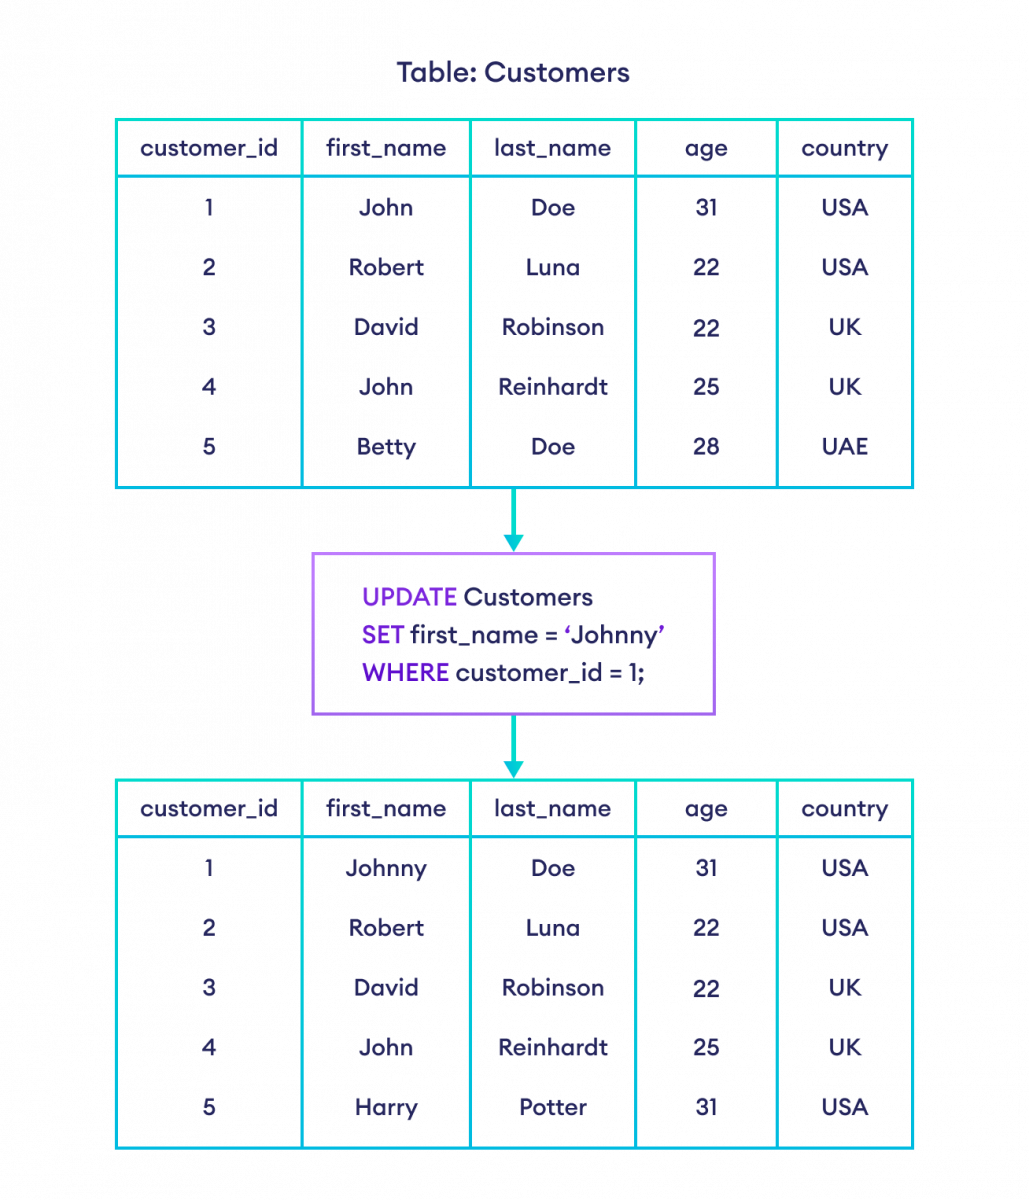 Table: Customers
customer_id first_name last_name age country
1 John Doe 31 USA
2 Robert Luna 22 USA
3 David Robinson 22 UK
4 John Reinhardt 25 UK
5 Betty Doe 28 UAE
UPDATE Customers
SET first_name = ‘Johnny’
WHERE customer_id = 1;
customer_id first_name last_name age country
1 Johnny Doe 31 USA
2 Robert Luna 22 USA
3 David Robinson 22 UK
4 John Reinhardt 25 UK
5 Harry Potter 31 USA